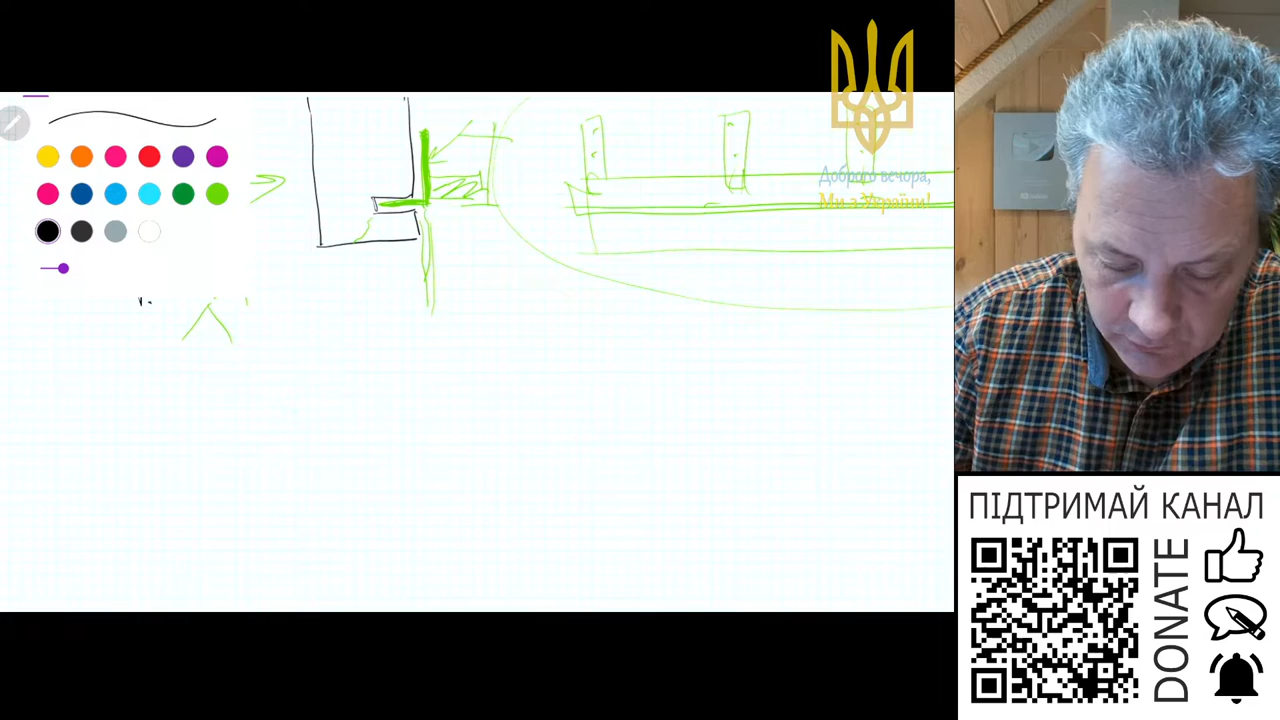 Доброго вечора,
Ми з України!
ПІДТРИМАЙ КАНАЛ
DONATE